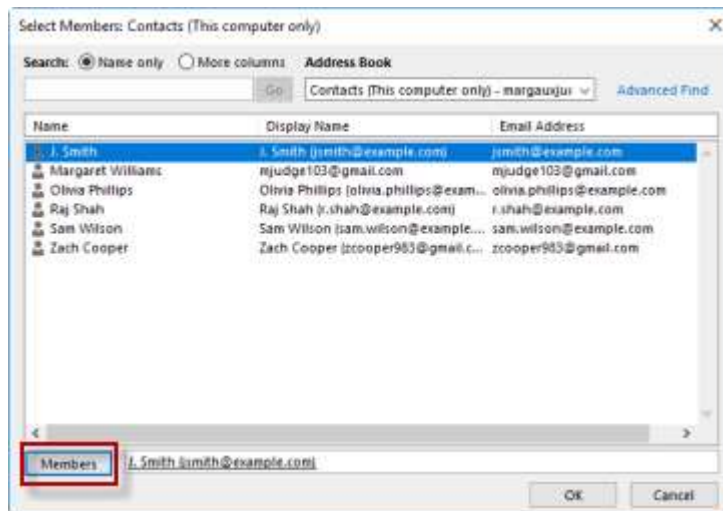 Select Members: Contacts (This computer only)
Search: Name only More columns Address Book
Go Contacts (This computer only) - margauxjui Advanced Find
Name Display Name Email Address
J. Smith J. Smith (jsmith@example.com) jsmith@example.com
Margaret Williams mjudge103@gmail.com mjudge103@gmail.com
Olivia Phillips Olivia Phillips (olivia.phillips@exam... olivia.phillips@example.com
Raj Shah Raj Shah (r.shah@example.com) r.shah@example.com
Sam Wilson Sam Wilson (sam.wilson@example.... sam.wilson@example.com
Zach Cooper Zach Cooper (zcooper983@gmail.c... zcooper983@gmail.com
Members J. Smith (jsmith@example.com)
OK Cancel